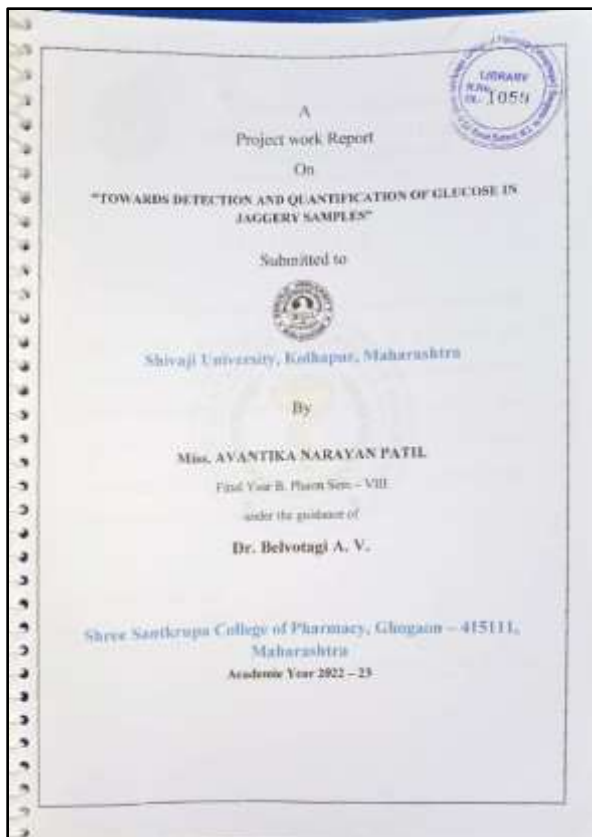 LIBRARY
1059
A
Project work Report
On
"TOWARDS DETECTION AND QUANTIFICATION OF GLUCOSE IN
JAGGERY SAMPLES"
Submitted to
Shivaji University, Kolhapur, Maharashtra
By
Miss. AVANTIKA NARAYAN PATIL
Final Year B. Pharm Sem – VIII
under the guidance of
Dr. Belvotagi A. V.
Shree Santkrupa College of Pharmacy, Ghogaon – 415111,
Maharashtra
Academic Year 2022 – 23